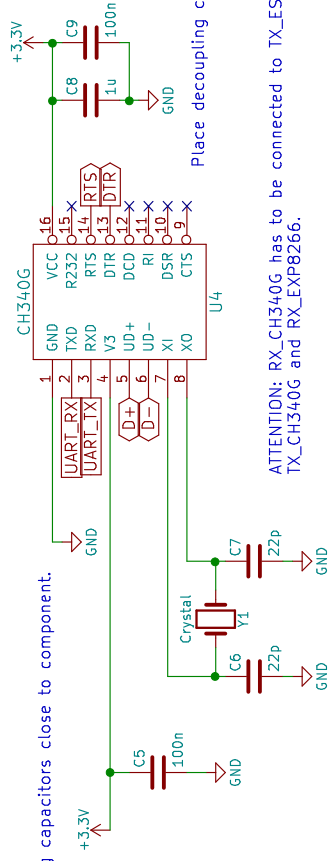 g capacitors close to component.
Place decoupling c
ATTENTION: RX_CH340G has to be connected to TX_ES
TX_CH340G and RX_EXP8266.
+3.3V
C9
100n
C8
1u
GND
CH340G
U4
16
VCC
15
R232
14
RTS
RTS
13
DTR
DTR
12
DCD
11
RI
10
DSR
9
CTS
1
GND
2
TXD
UART_RX
3
RXD
UART_TX
4
V3
5
UD+
D+
6
UD-
D-
7
XI
8
XO
GND
Crystal
Y1
C7
22p
GND
C6
22p
GND
C5
100n
GND
+3.3V